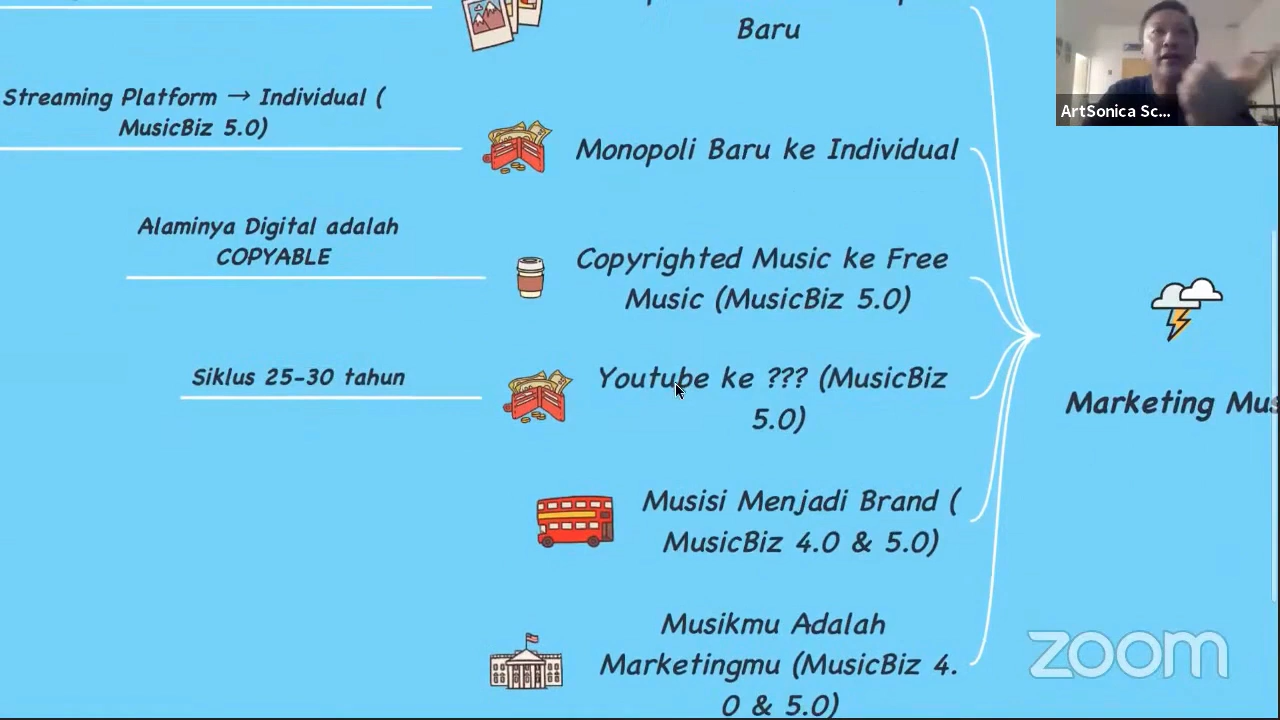 Baru
Streaming Platform → Individual (
MusicBiz 5.0)
Monopoli Baru ke Individual
Alaminya Digital adalah
COPYABLE
Copyrighted Music ke Free
Music (MusicBiz 5.0)
Siklus 25-30 tahun
Youtube ke ??? (MusicBiz
5.0)
Musisi Menjadi Brand (
MusicBiz 4.0 & 5.0)
Musikmu Adalah
Marketingmu (MusicBiz 4.
0 & 5.0)
Marketing Mus
ArtSonica Sc...
zoom